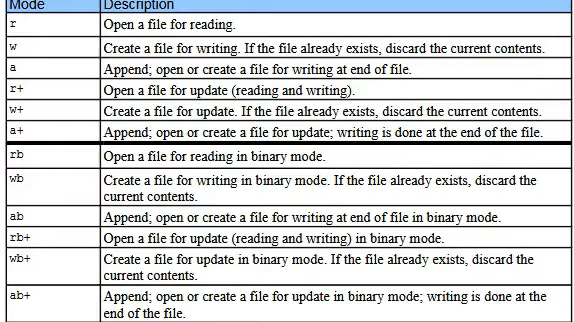 Mode Description
r Open a file for reading.
w Create a file for writing. If the file already exists, discard the current contents.
a Append; open or create a file for writing at end of file.
r+ Open a file for update (reading and writing).
w+ Create a file for update. If the file already exists, discard the current contents.
a+ Append; open or create a file for update; writing is done at the end of the file.
rb Open a file for reading in binary mode.
wb Create a file for writing in binary mode. If the file already exists, discard the
current contents.
ab Append; open or create a file for writing at end of file in binary mode.
rb+ Open a file for update (reading and writing) in binary mode.
wb+ Create a file for update in binary mode. If the file already exists, discard the
current contents.
ab+ Append; open or create a file for update in binary mode; writing is done at the
end of the file.